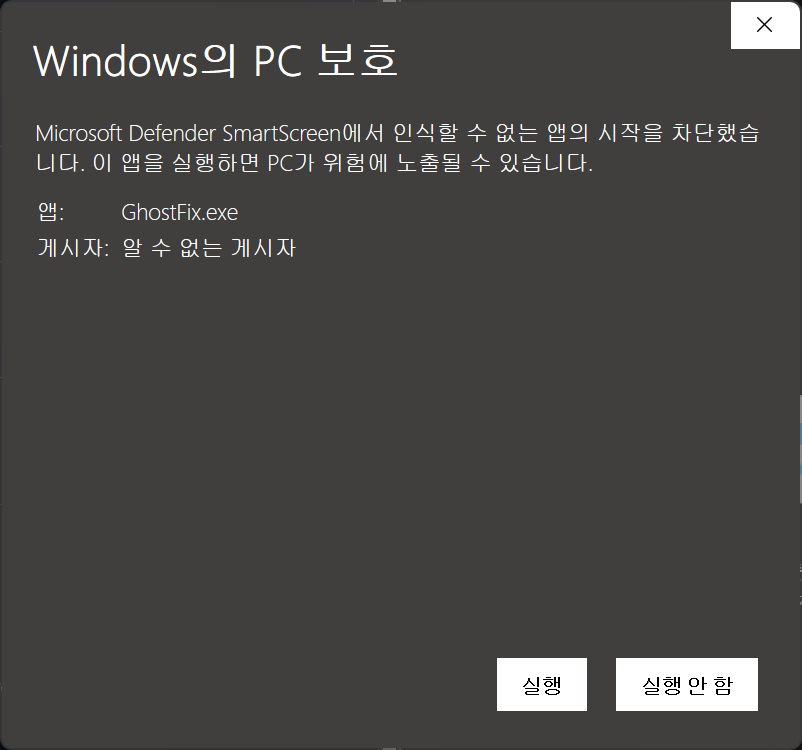 Windows의 PC 보호
Microsoft Defender SmartScreen에서 인식할 수 없는 앱의 시작을 차단했습
니다. 이 앱을 실행하면 PC가 위험에 노출될 수 있습니다.
앱: GhostFix.exe
게시자: 알 수 없는 게시자
실행 실행 안 함